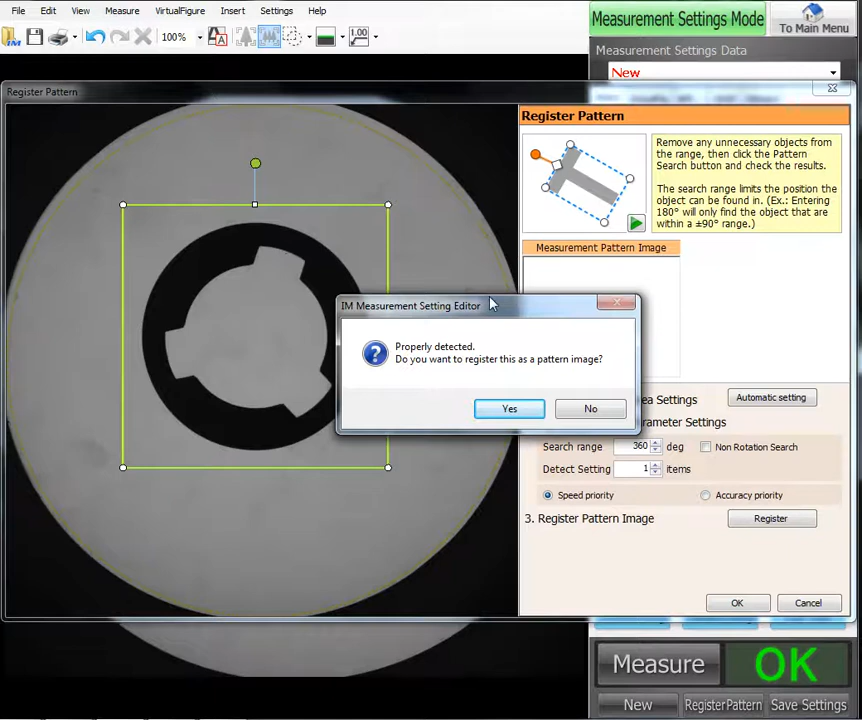 File Edit View Measure VirtualFigure Insert Settings Help
100%
1.00
Measurement Settings Mode
To Main Menu
Measurement Settings Data
New
Register Pattern
Register Pattern
Remove any unnecessary objects from
the range, then click the Pattern
Search button and check the results.
The search range limits the position the
object can be found in. (Ex.: Entering
180° will only find the object that are
within a ±90° range.)
Measurement Pattern Image
IM Measurement Setting Editor
Properly detected.
Do you want to register this as a pattern image?
Yes No
Settings Automatic setting
Settings
Search range 360 deg Non Rotation Search
Detect Setting 1 items
Speed priority Accuracy priority
3. Register Pattern Image Register
OK Cancel
Measure OK
New RegisterPattern Save Settings